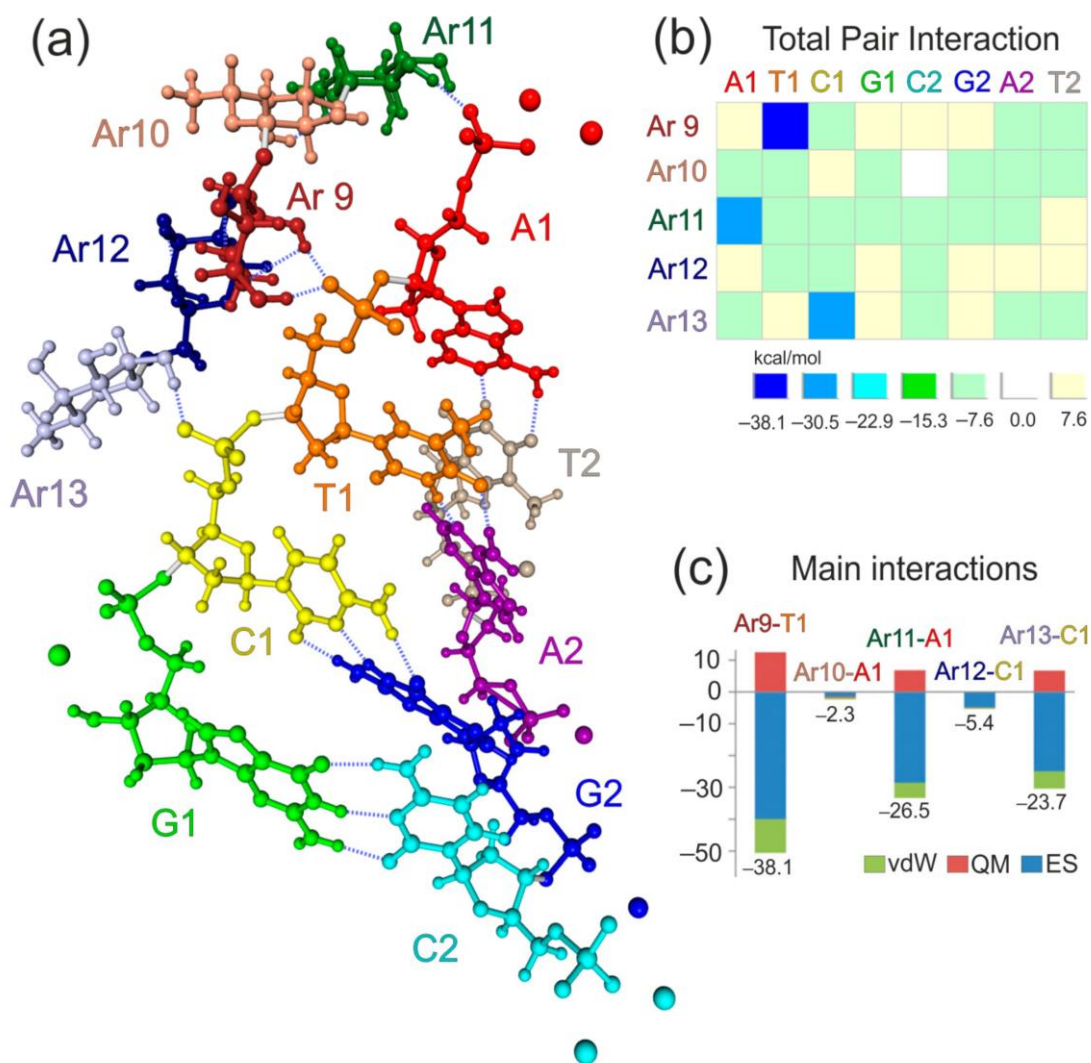 (a)
Ar11
Ar10
Ar 9
A1
Ar12
Ar13
T1
T2
C1
A2
G1
G2
C2
(b) Total Pair Interaction
A1 T1 C1 G1 C2 G2 A2 T2
Ar 9
Ar10
Ar11
Ar12
Ar13
kcal/mol
–38.1 –30.5 –22.9 –15.3 –7.6 0.0 7.6
(c) Main interactions
Ar9-T1 Ar11-A1 Ar13-C1
Ar10-A1 Ar12-C1
10
0
–10
–30
–50
–2.3
–5.4
–26.5
–23.7
–38.1
vdW QM ES